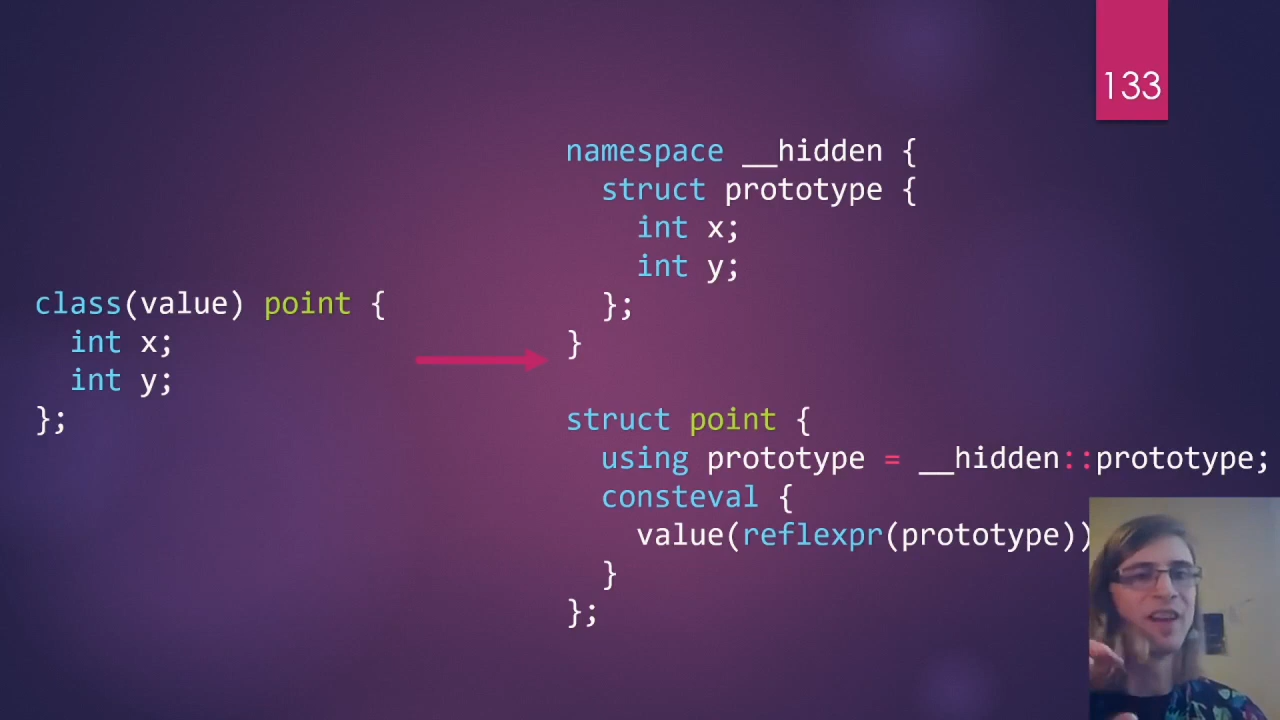 133
class(value) point {
  int x;
  int y;
};
namespace __hidden {
  struct prototype {
    int x;
    int y;
  };
}
struct point {
  using prototype = __hidden::prototype;
  consteval {
    value(reflexpr(prototype))
  }
};